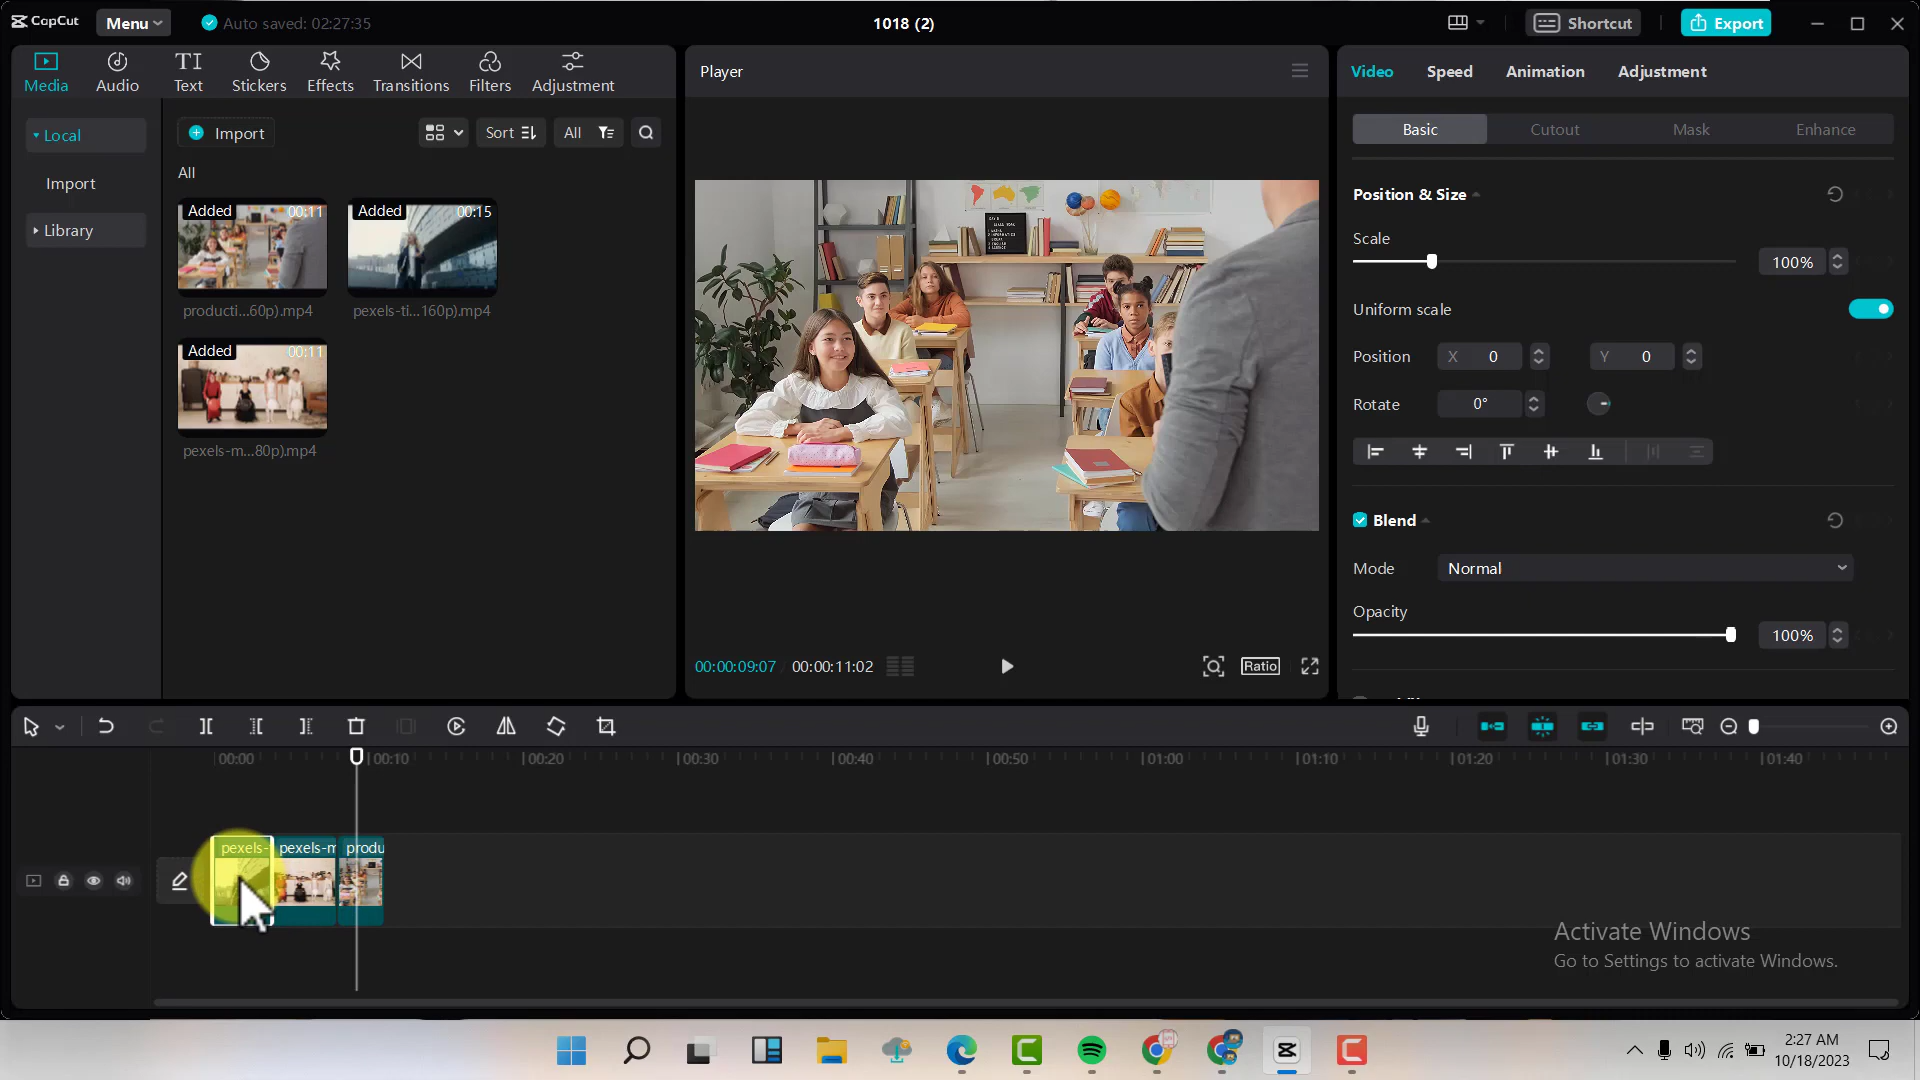 CapCut
Menu
Auto saved: 02:27:35
1018 (2)
Shortcut
Export
Media
Audio
Text
Stickers
Effects
Transitions
Filters
Adjustment
Local
Import
Library
Import
Sort
All
All
Added 00:11
Added 00:15
producti...60p).mp4
pexels-ti...160p).mp4
Added 00:11
pexels-m...80p).mp4
Player
00:00:09:07
00:00:11:02
Ratio
Video
Speed
Animation
Adjustment
Basic
Cutout
Mask
Enhance
Position & Size
Scale
100%
Uniform scale
Position
X 0
Y 0
Rotate
0°
Blend
Mode
Normal
Opacity
100%
00:00
00:10
00:20
00:30
00:40
00:50
01:00
01:10
01:20
01:30
01:40
pexels-
pexels-m
produ
Activate Windows
Go to Settings to activate Windows.
2:27 AM
10/18/2023